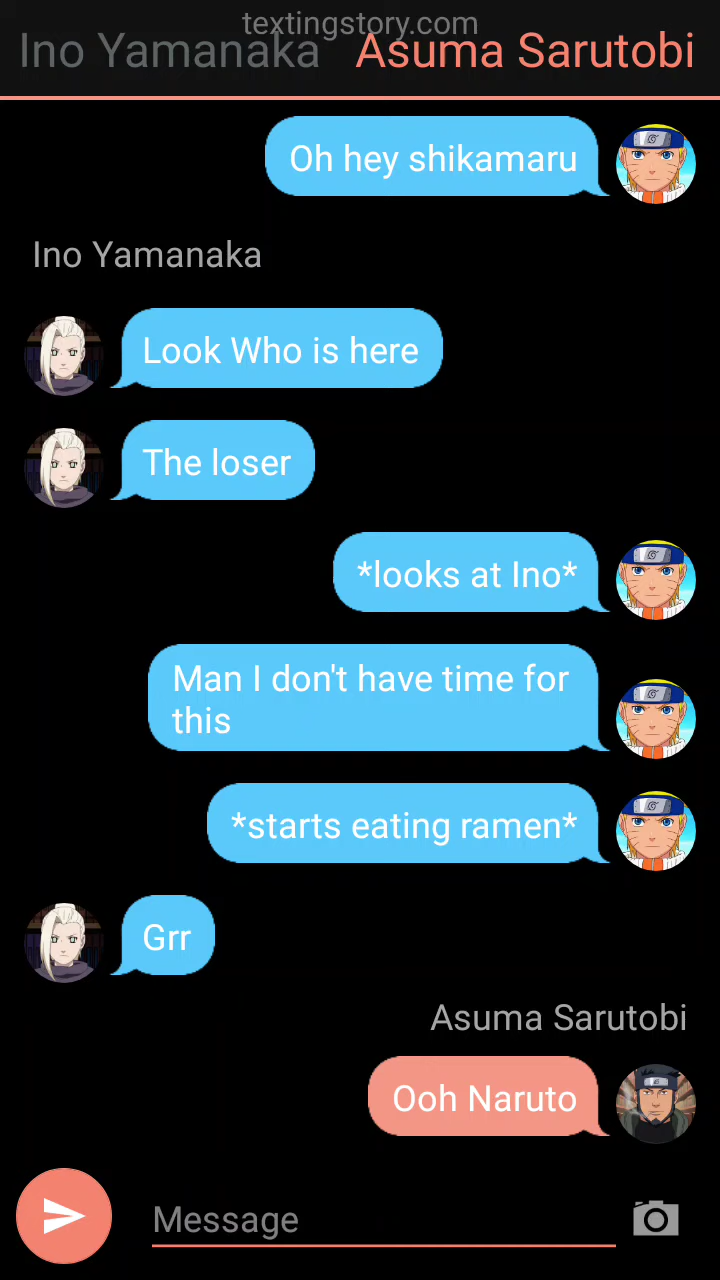 textingstory.com
Ino Yamanaka Asuma Sarutobi
Oh hey shikamaru
Ino Yamanaka
Look Who is here
The loser
*looks at Ino*
Man I don't have time for
this
*starts eating ramen*
Grr
Asuma Sarutobi
Ooh Naruto
Message